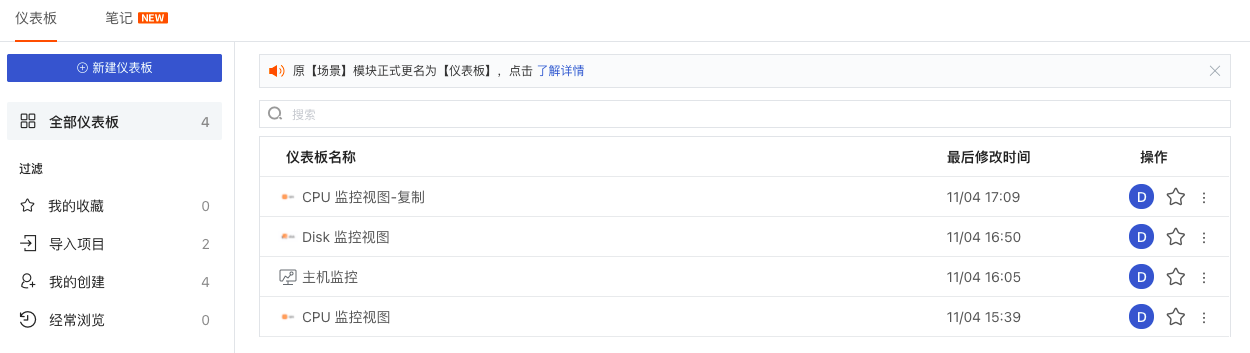 仪表板 笔记 NEW
新建仪表板
全部仪表板 4
过滤
我的收藏 0
导入项目 2
我的创建 4
经常浏览 0
原【场景】模块正式更名为【仪表板】，点击 了解详情
搜索
仪表板名称 最后修改时间 操作
CPU 监控视图-复制 11/04 17:09 D
Disk 监控视图 11/04 16:50 D
主机监控 11/04 16:05 D
CPU 监控视图 11/04 15:39 D